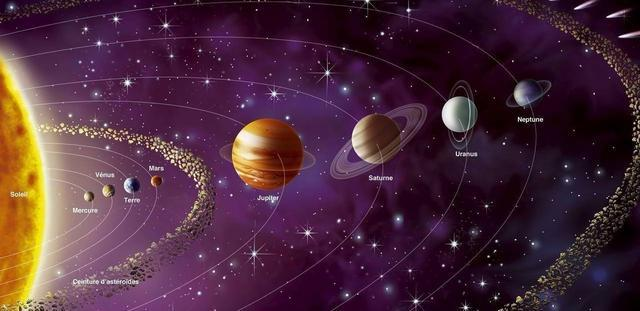 Soleil
Mercure
Vénus
Terre
Mars
Ceinture d'astéroïdes
Jupiter
Saturne
Uranus
Neptune